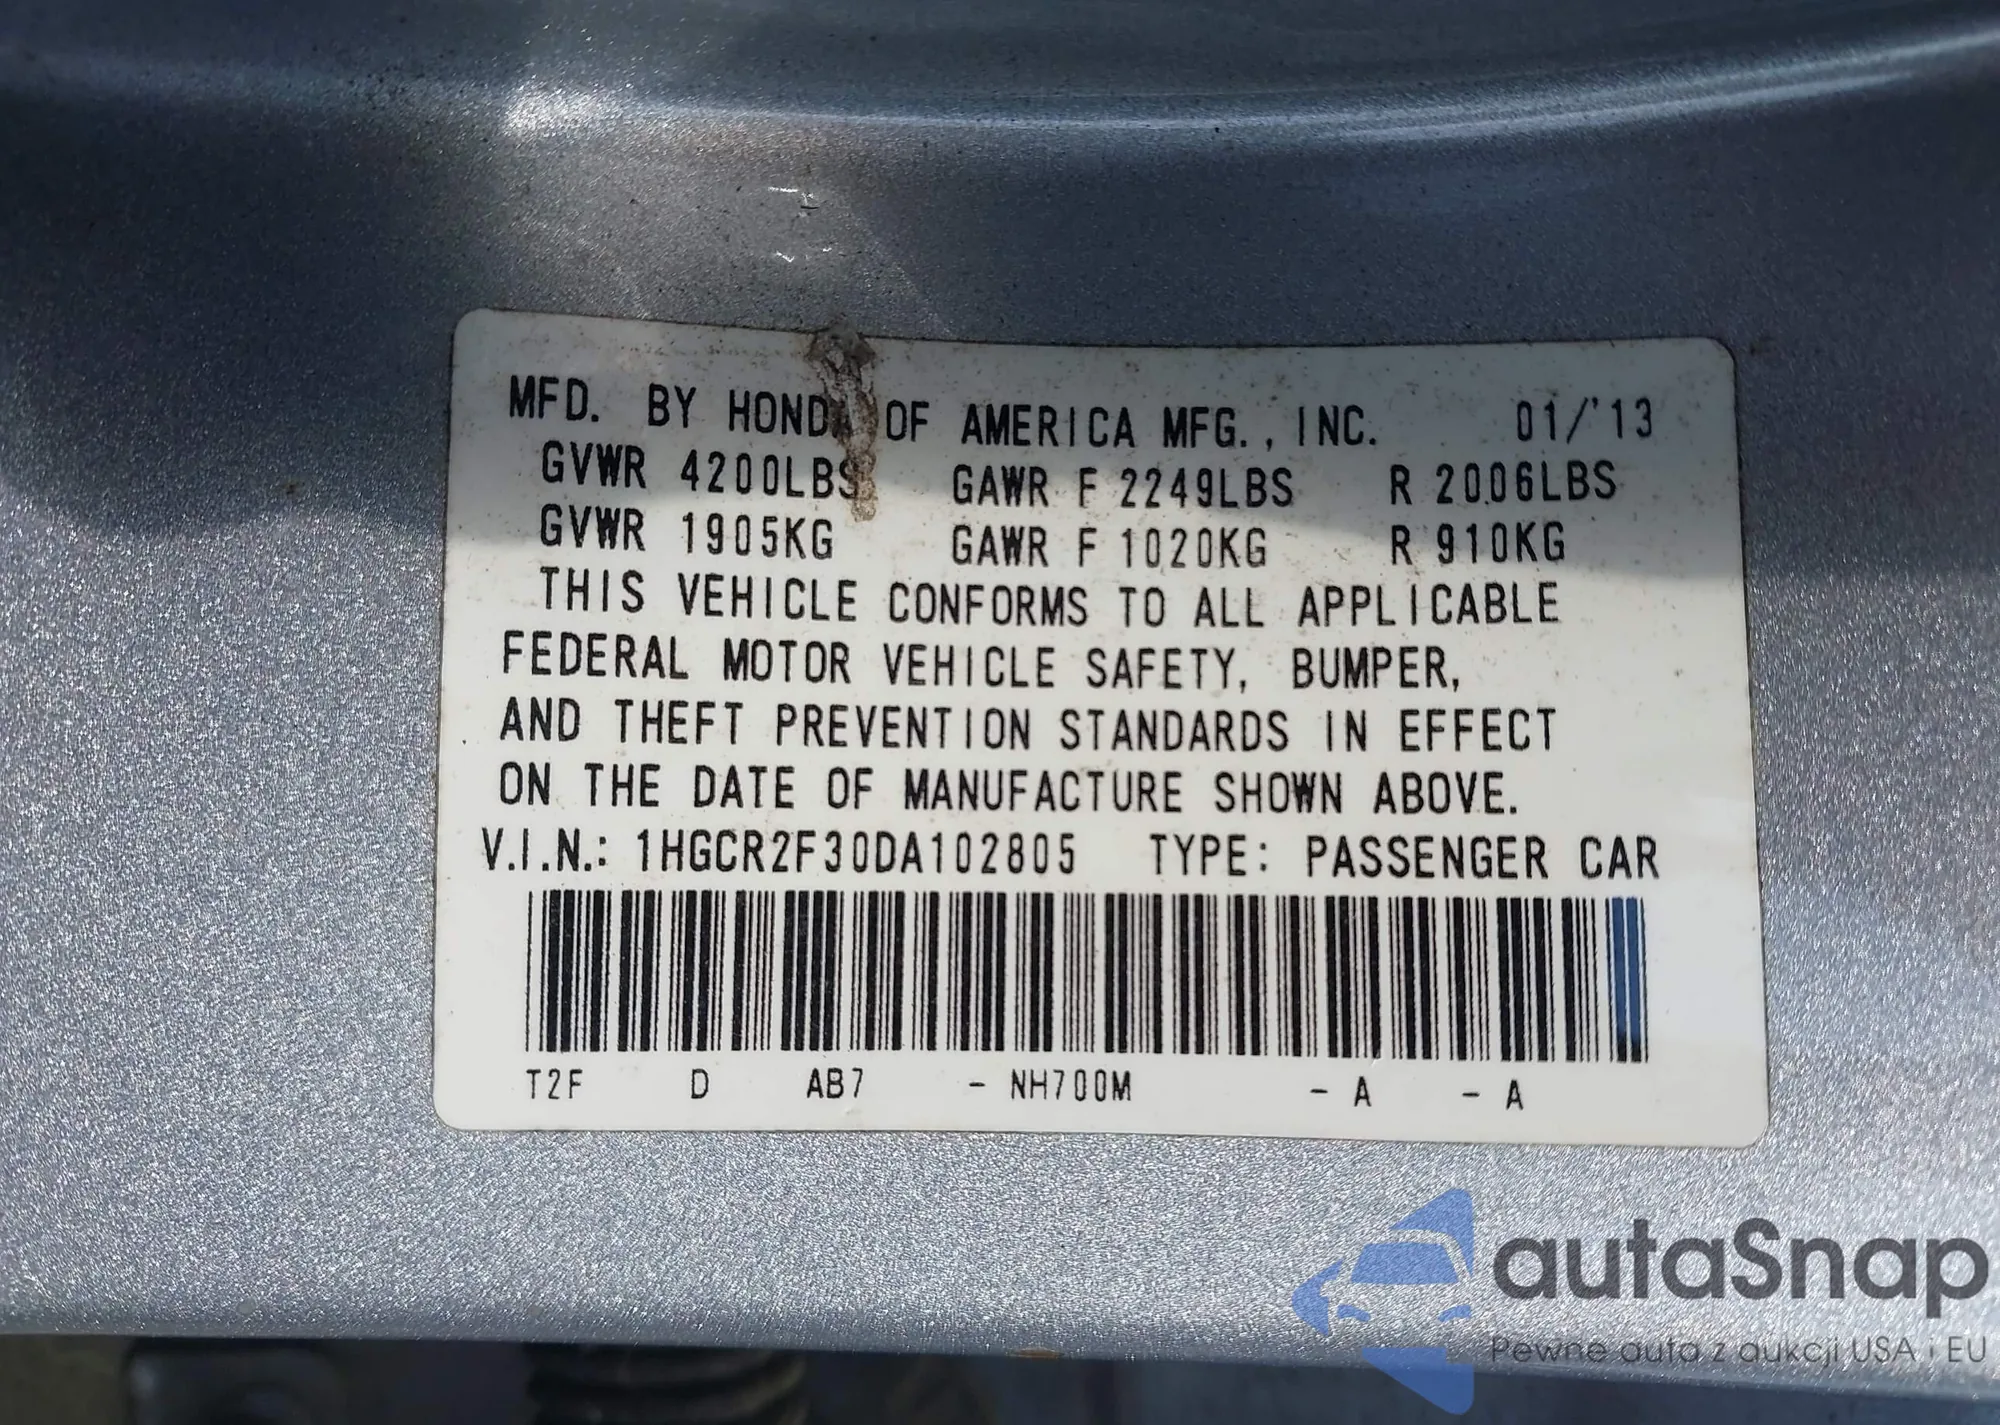 MFD. BY HONDA OF AMERICA MFG., INC. 01/'13
GVWR 4200LBS GAWR F 2249LBS R 2006LBS
GVWR 1905KG GAWR F 1020KG R 910KG
THIS VEHICLE CONFORMS TO ALL APPLICABLE
FEDERAL MOTOR VEHICLE SAFETY, BUMPER,
AND THEFT PREVENTION STANDARDS IN EFFECT
ON THE DATE OF MANUFACTURE SHOWN ABOVE.
V.I.N.: 1HGCR2F30DA102805 TYPE: PASSENGER CAR
T2F D AB7 - NH700M - A - A
autaSnap
Pewne auta z aukcji USA i EU